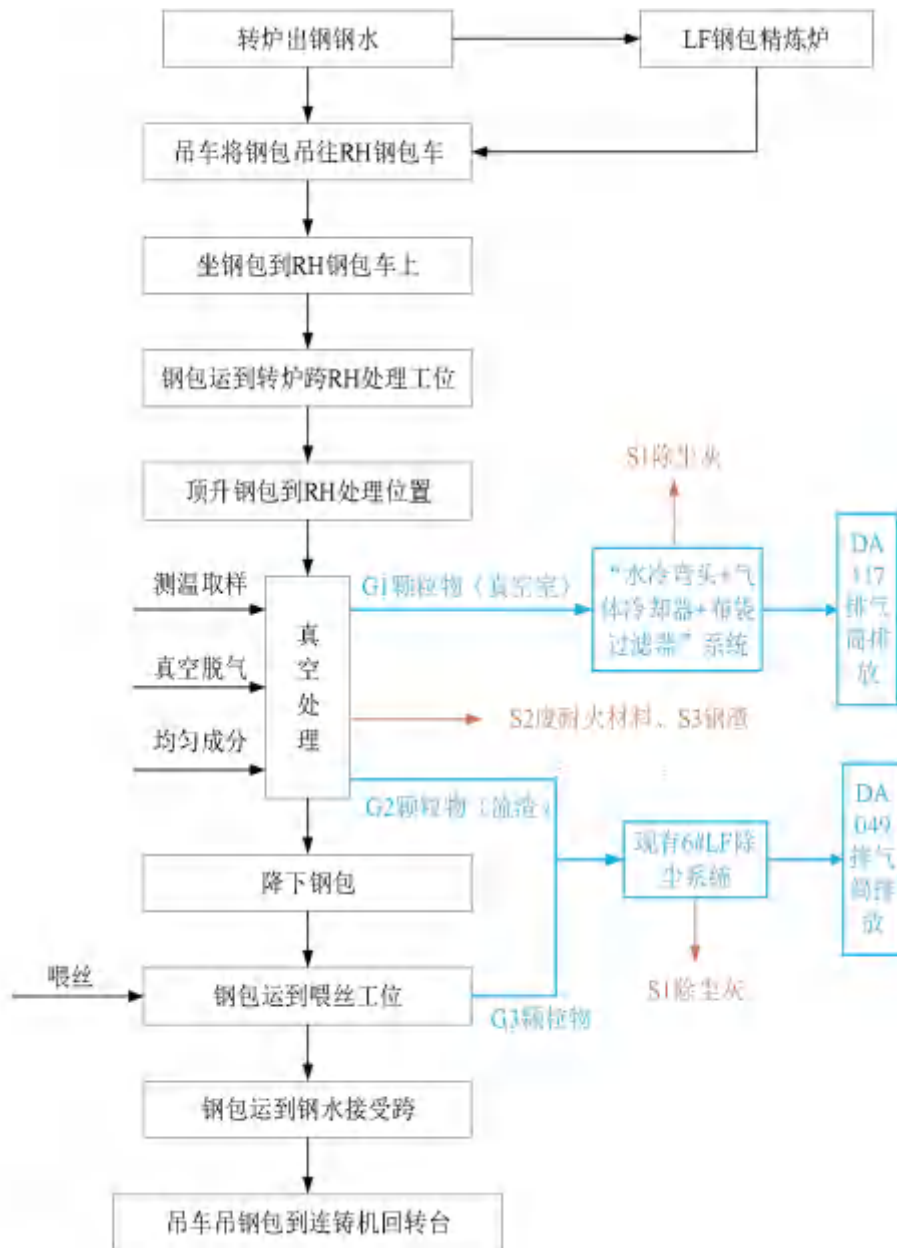 转炉出钢钢水
LF钢包精炼炉
吊车将钢包吊往RH钢包车
坐钢包到RH钢包车上
钢包运到转炉跨RH处理工位
顶升钢包到RH处理位置
S1除尘灰
测温取样
真空脱气
均匀成分
真
空
处
理
G1颗粒物（真空室）
“水冷弯头+气
体冷却器+布袋
过滤器”系统
DA
117
排气
筒排
放
S2废耐火材料、S3钢渣
G2颗粒物（流渣）
现有6#LF除
尘系统
DA
049
排气
筒排
放
降下钢包
喂丝
钢包运到喂丝工位
G3颗粒物
S1除尘灰
钢包运到钢水接受跨
吊车吊钢包到连铸机回转台